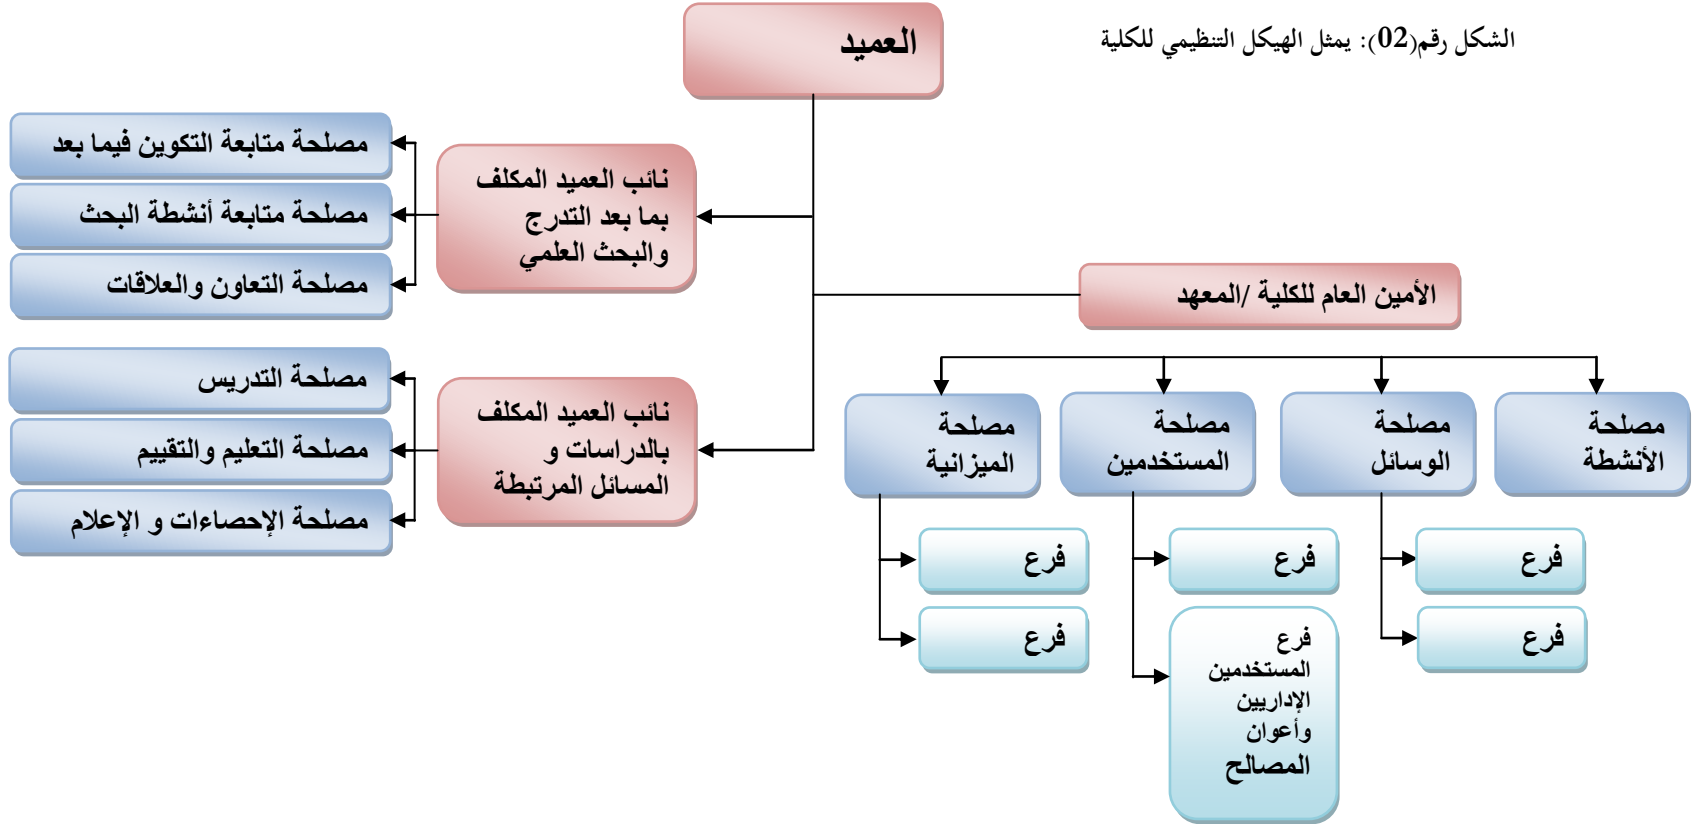 الشكل رقم(02): يمثل الهيكل التنظيمي للكلية
العميد
نائب العميد المكلف
بما بعد التدرج
والبحث العلمي
مصلحة متابعة التكوين فيما بعد
مصلحة متابعة أنشطة البحث
مصلحة التعاون والعلاقات
الأمين العام للكلية /المعهد
نائب العميد المكلف
بالدراسات و
المسائل المرتبطة
مصلحة التدريس
مصلحة التعليم والتقييم
مصلحة الإحصاءات و الإعلام
مصلحة
الأنشطة
مصلحة
الوسائل
مصلحة
المستخدمين
مصلحة
الميزانية
فرع
فرع
فرع
فرع
المستخدمين
الإداريين
وأعوان
المصالح
فرع
فرع